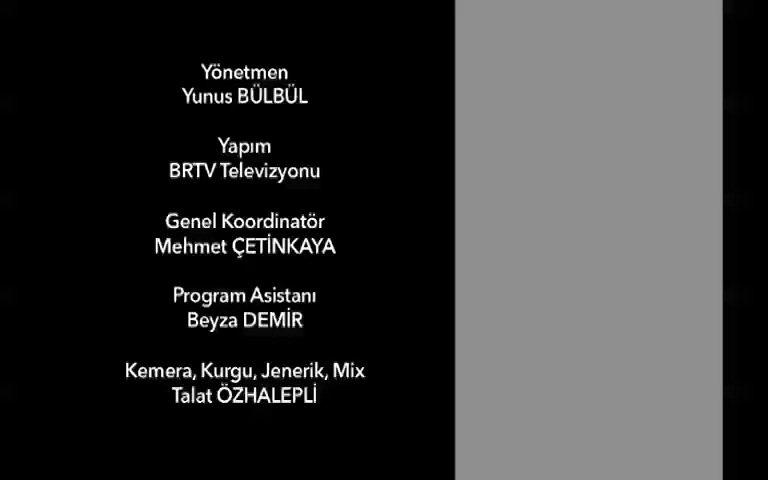 Yönetmen
Yunus BÜLBÜL
Yapım
BRTV Televizyonu
Genel Koordinatör
Mehmet ÇETİNKAYA
Program Asistanı
Beyza DEMİR
Kemera, Kurgu, Jenerik, Mix
Talat ÖZHALEPLİ